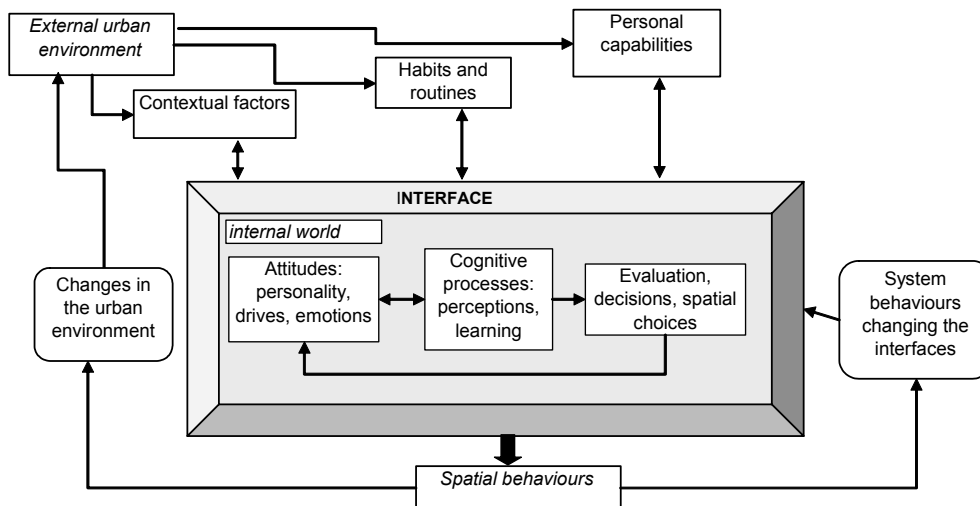 External urban
environment
Personal
capabilities
Habits and
routines
Contextual factors
INTERFACE
internal world
Attitudes:
personality,
drives, emotions
Cognitive
processes:
perceptions,
learning
Evaluation,
decisions, spatial
choices
Changes in
the urban
environment
System
behaviours
changing the
interfaces
Spatial behaviours